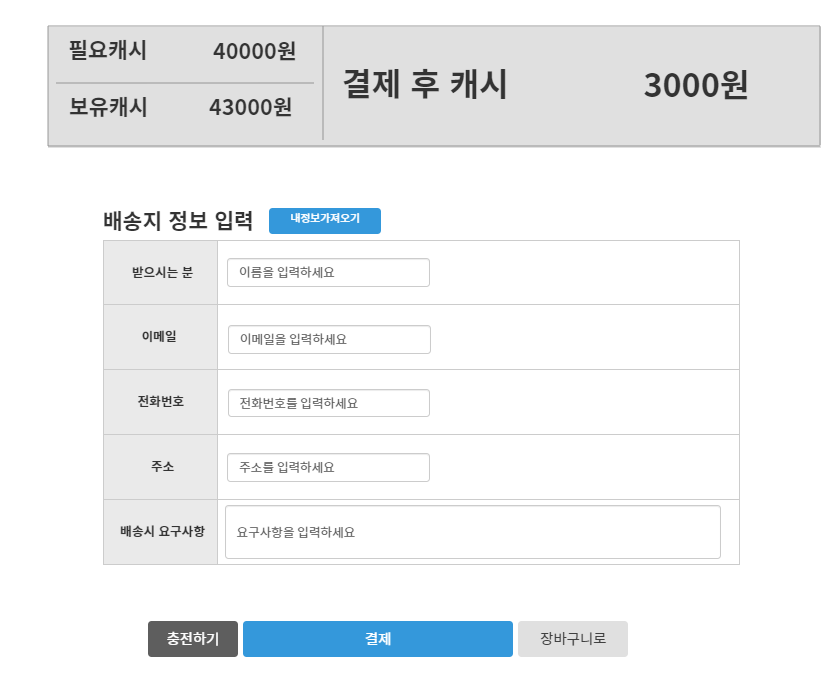 필요캐시 40000원
보유캐시 43000원
결제 후 캐시 3000원
배송지 정보 입력 내정보가져오기
받으시는 분 이름을 입력하세요
이메일 이메일을 입력하세요
전화번호 전화번호를 입력하세요
주소 주소를 입력하세요
배송시 요구사항 요구사항을 입력하세요
충전하기 결제 장바구니로